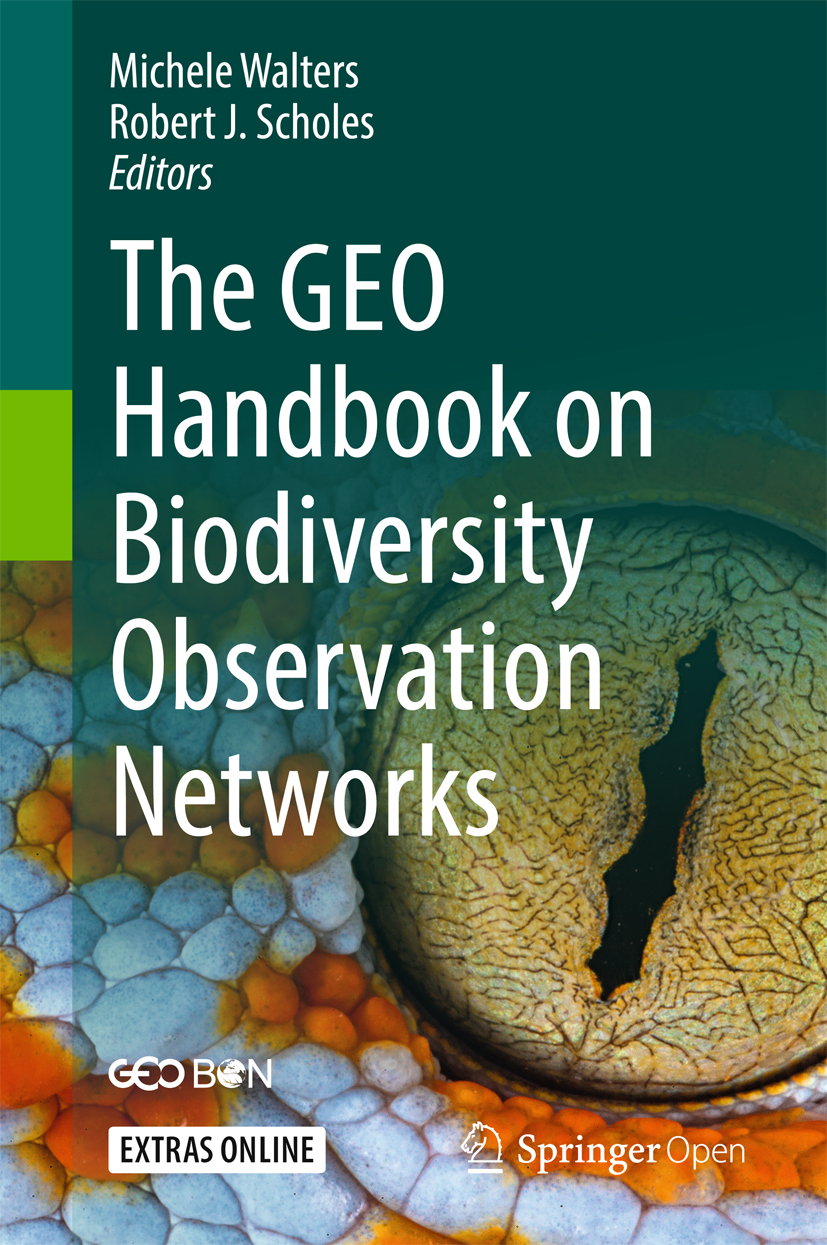 Michele Walters
Robert J. Scholes
Editors
The GEO
Handbook on
Biodiversity
Observation
Networks
GEO BON
EXTRAS ONLINE
Springer Open